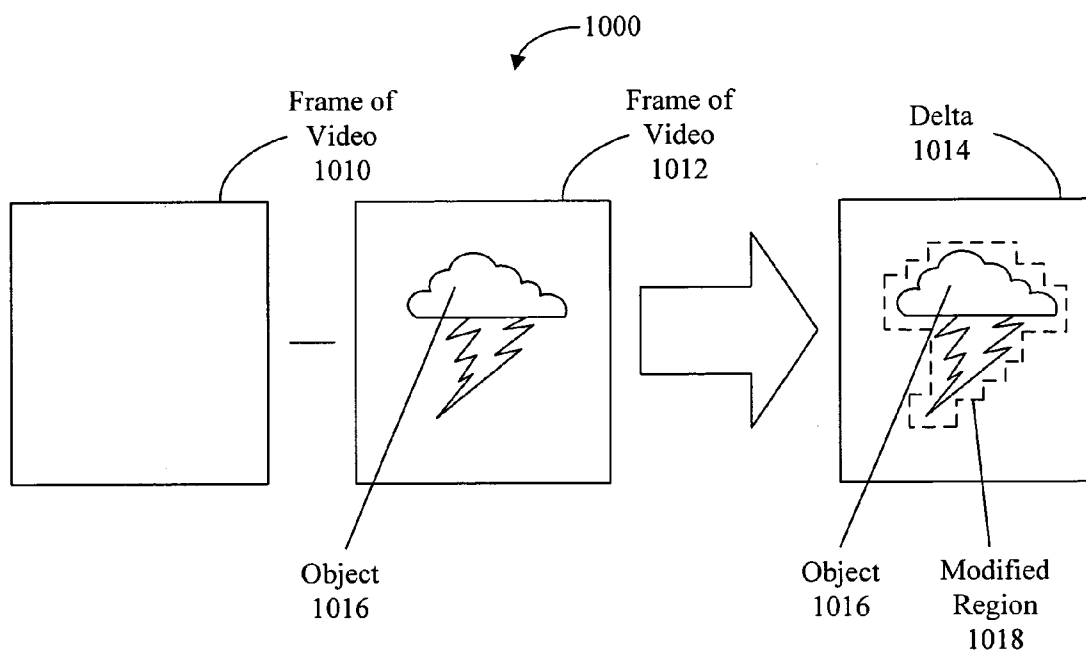 1000
Frame of
Video
1010
Frame of
Video
1012
Delta
1014
Object
1016
Object
1016
Modified
Region
1018